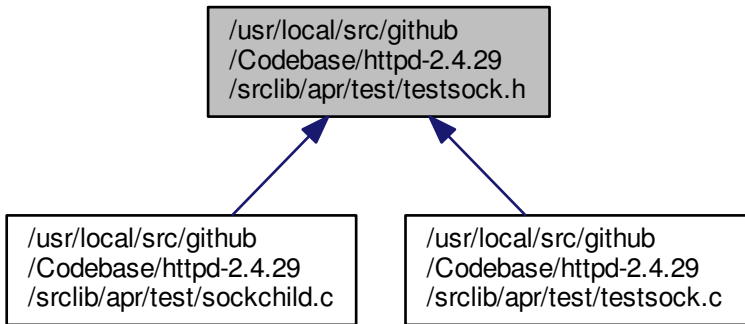 /usr/local/src/github
/Codebase/httpd-2.4.29
/srclib/apr/test/testsock.h
/usr/local/src/github
/Codebase/httpd-2.4.29
/srclib/apr/test/sockchild.c
/usr/local/src/github
/Codebase/httpd-2.4.29
/srclib/apr/test/testsock.c